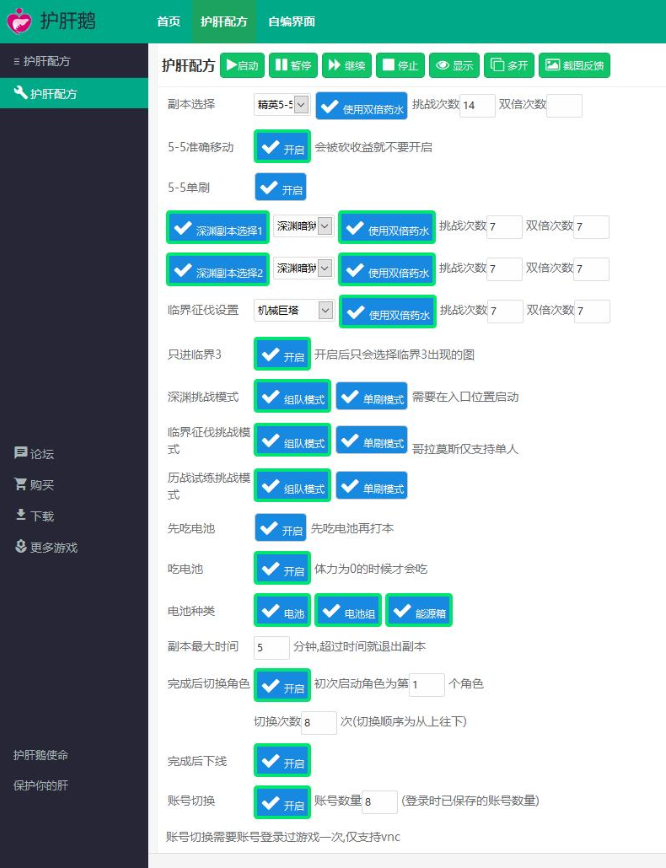 护肝鹅 首页 护肝配方 自编界面
≡ 护肝配方
护肝配方
护肝配方 启动 暂停 继续 停止 显示 多开 截图反馈
副本选择 精英5-5 使用双倍药水 挑战次数 14 双倍次数
5-5准确移动 开启 会被砍收益就不要开启
5-5单刷 开启
深渊副本选择1 深渊暗狱 使用双倍药水 挑战次数 7 双倍次数 7
深渊副本选择2 深渊暗狱 使用双倍药水 挑战次数 7 双倍次数 7
临界征伐设置 机械巨塔 使用双倍药水 挑战次数 7 双倍次数 7
只进临界3 开启 开启后只会选择临界3出现的图
深渊挑战模式 组队模式 单刷模式 需要在入口位置启动
临界征伐挑战模式 组队模式 单刷模式 哥拉莫斯仅支持单人
历战试练挑战模式 组队模式 单刷模式
先吃电池 开启 先吃电池再打本
吃电池 开启 体力为0的时候才会吃
电池种类 电池 电池组 能源箱
副本最大时间 5 分钟,超过时间就退出副本
完成后切换角色 开启 初次启动角色为第 1 个角色
切换次数 8 次(切换顺序为从上往下)
完成后下线 开启
账号切换 开启 账号数量 8 (登录时已保存的账号数量)
账号切换需要账号登录过游戏一次,仅支持vnc
论坛
购买
下载
更多游戏
护肝鹅使命
保护你的肝